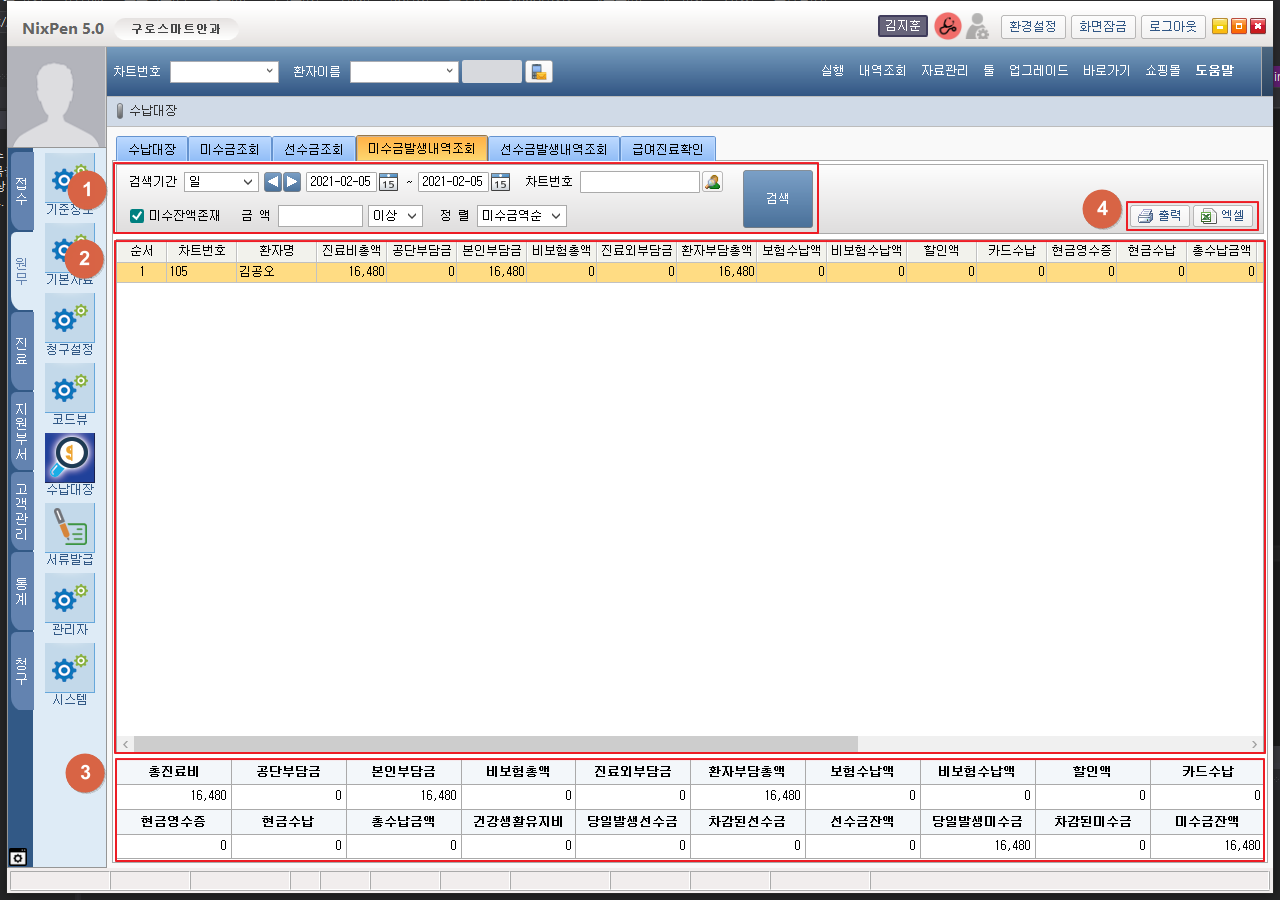 NixPen 5.0 구로스마트안과 김지훈 환경설정 화면잠금 로그아웃
차트번호 환자이름 실행 내역조회 자료관리 툴 업그레이드 바로가기 쇼핑몰 도움말
수납대장
수납대장 미수금조회 선수금조회 미수금발생내역조회 선수금발생내역조회 급여진료확인
검색기간 일 2021-02-05 15 ~ 2021-02-05 15 차트번호 검색
미수잔액존재 금 액 이상 정 렬 미수금역순 출력 엑셀
1
2
3
4
접수
원무
진료
지원부서
고객관리
통계
청구
기준정보
기본자료
청구설정
코드뷰
수납대장
서류발급
관리자
시스템
순서 차트번호 환자명 진료비총액 공단부담금 본인부담금 비보험총액 진료외부담금 환자부담총액 보험수납액 비보험수납액 할인액 카드수납 현금영수증 현금수납 총수납금액
1 105 김공오 16,480 0 16,480 0 0 16,480 0 0 0 0 0 0 0
총진료비 공단부담금 본인부담금 비보험총액 진료외부담금 환자부담총액 보험수납액 비보험수납액 할인액 카드수납
16,480 0 16,480 0 0 16,480 0 0 0 0
현금영수증 현금수납 총수납금액 건강생활유지비 당일발생선수금 차감된선수금 선수금잔액 당일발생미수금 차감된미수금 미수금잔액
0 0 0 0 0 0 0 16,480 0 16,480